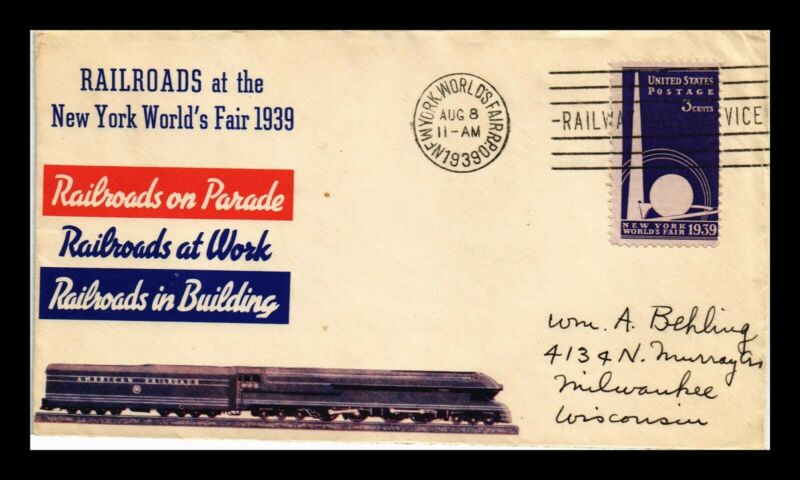 RAILROADS at the
New York World's Fair 1939
Railroads on Parade
Railroads at Work
Railroads in Building
AMERICAN RAILROADS
6100
NEW YORK WORLD'S FAIR R.P.O.
AUG 8
11-AM
1939
RAILWAY VICE
UNITED STATES
POSTAGE
3 CENTS
NEW YORK
WORLD'S FAIR 1939
Wm. A. Behling
4134 N. Murray
Milwaukee
Wisconsin